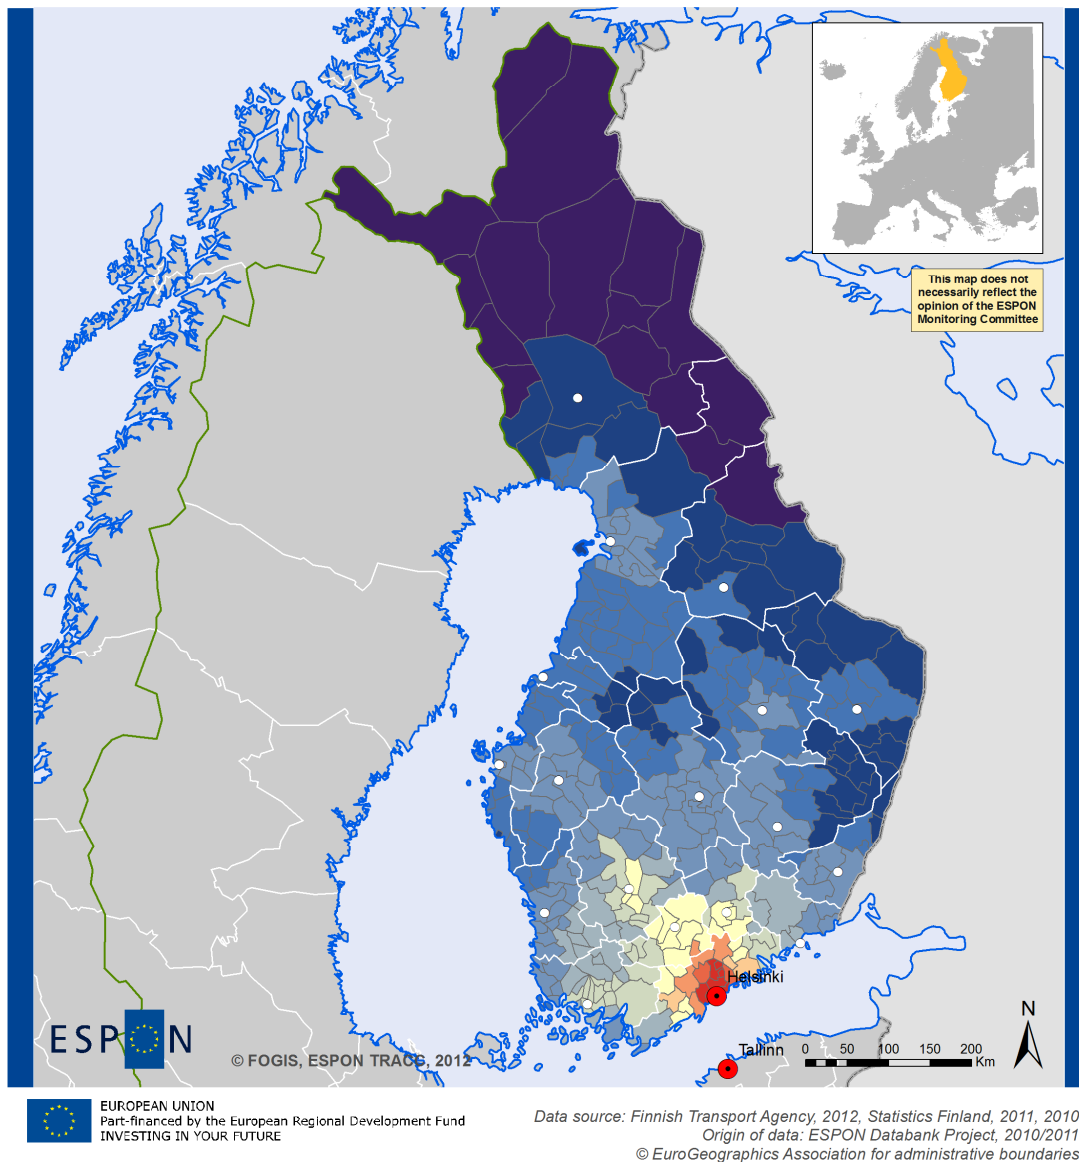 This map does not
necessarily reflect the
opinion of the ESPON
Monitoring Committee
Helsinki
N
ESPON
© FOGIS, ESPON TRACC, 2012
Tallinn
0 50 100 150 200
Km
EUROPEAN UNION
Part-financed by the European Regional Development Fund
INVESTING IN YOUR FUTURE
Data source: Finnish Transport Agency, 2012, Statistics Finland, 2011, 2010
Origin of data: ESPON Databank Project, 2010/2011
© EuroGeographics Association for administrative boundaries